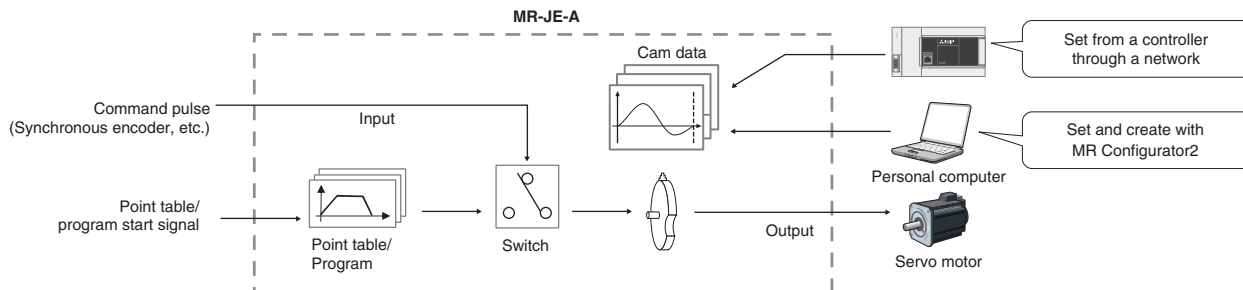 MR-JE-A
Cam data
Set from a controller
through a network
Command pulse
(Synchronous encoder, etc.)
Input
Set and create with
MR Configurator2
Personal computer
Point table/
program start signal
Point table/
Program
Switch
Output
Servo motor